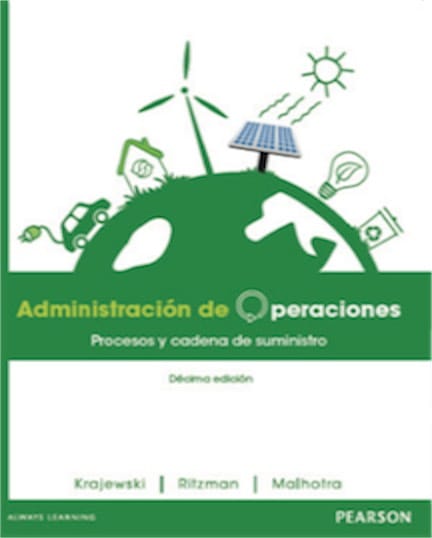 Administración de Operaciones
Procesos y cadena de suministro
Décima edición
Krajewski | Ritzman | Malhotra
ALWAYS LEARNING
PEARSON